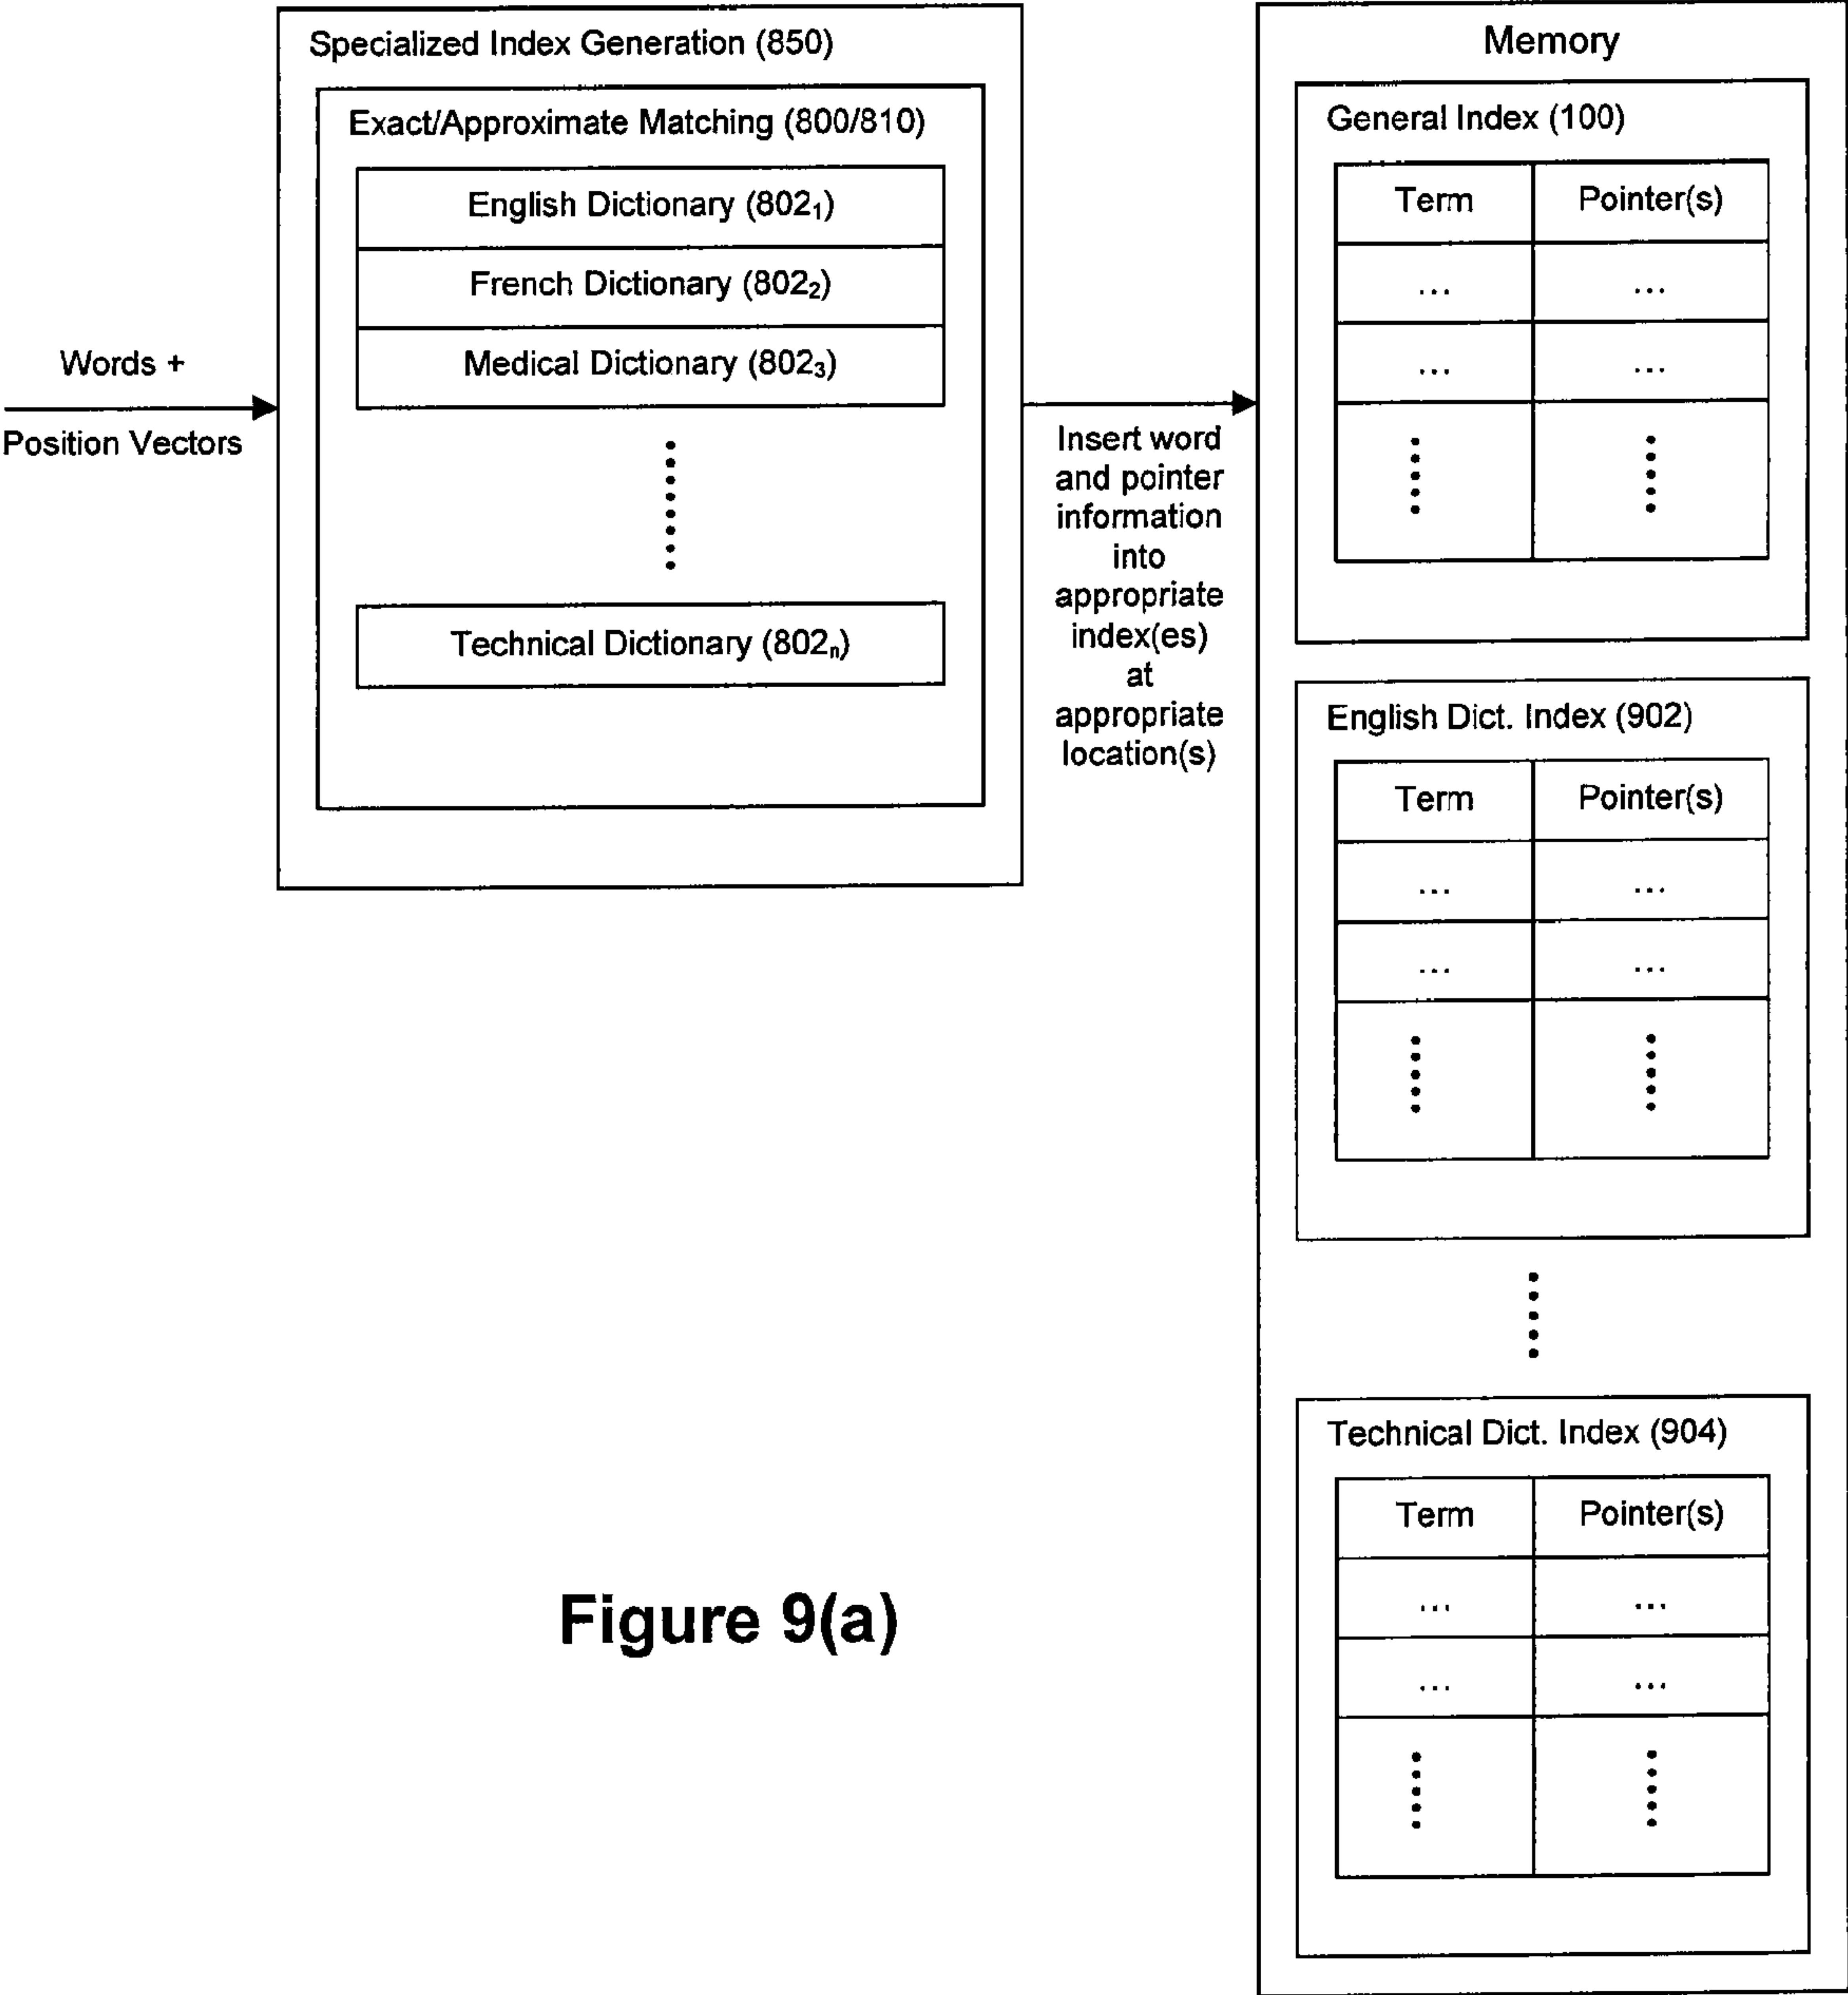 Specialized Index Generation (850)
Exact/Approximate Matching (800/810)
English Dictionary (802₁)
French Dictionary (802₂)
Medical Dictionary (802₃)
Technical Dictionary (802ₙ)
Words +
Position Vectors
Insert word
and pointer
information
into
appropriate
index(es)
at
appropriate
location(s)
Memory
General Index (100)
Term Pointer(s)
... ...
... ...
English Dict. Index (902)
Term Pointer(s)
... ...
... ...
Technical Dict. Index (904)
Term Pointer(s)
... ...
... ...
Figure 9(a)